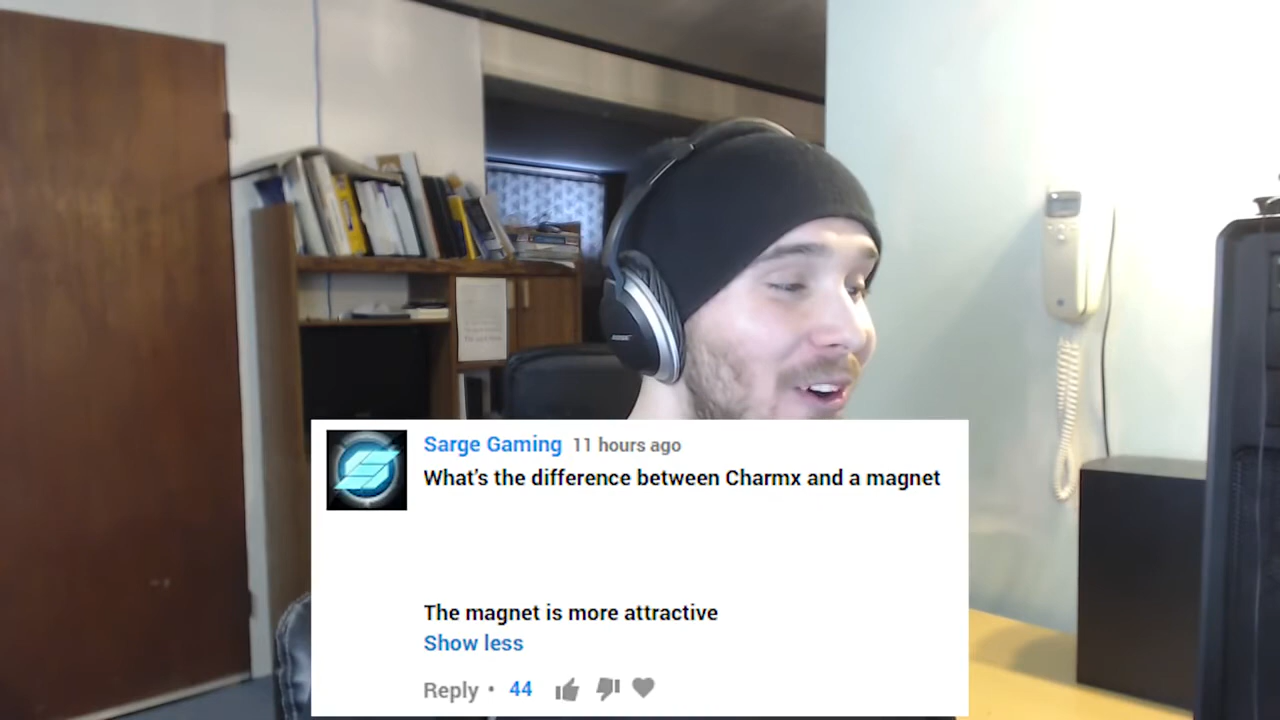 Sarge Gaming 11 hours ago
What's the difference between Charmx and a magnet
The magnet is more attractive
Show less
Reply • 44
BOSE